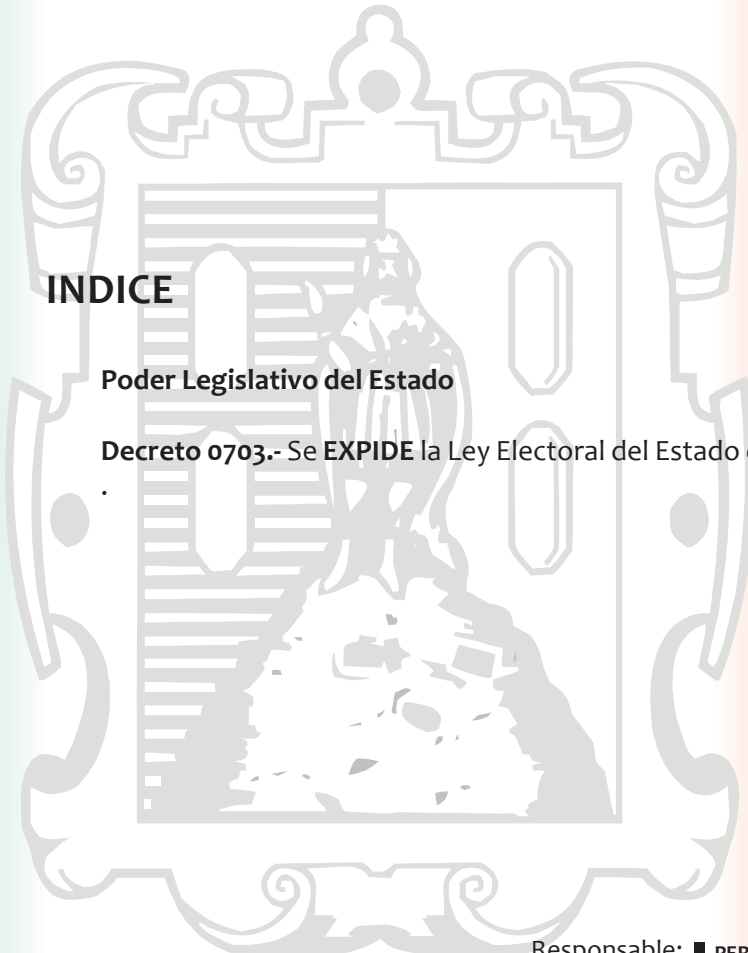 INDICE
Poder Legislativo del Estado
Decreto 0703.- Se EXPIDE la Ley Electoral del Estado
.
Responsable: